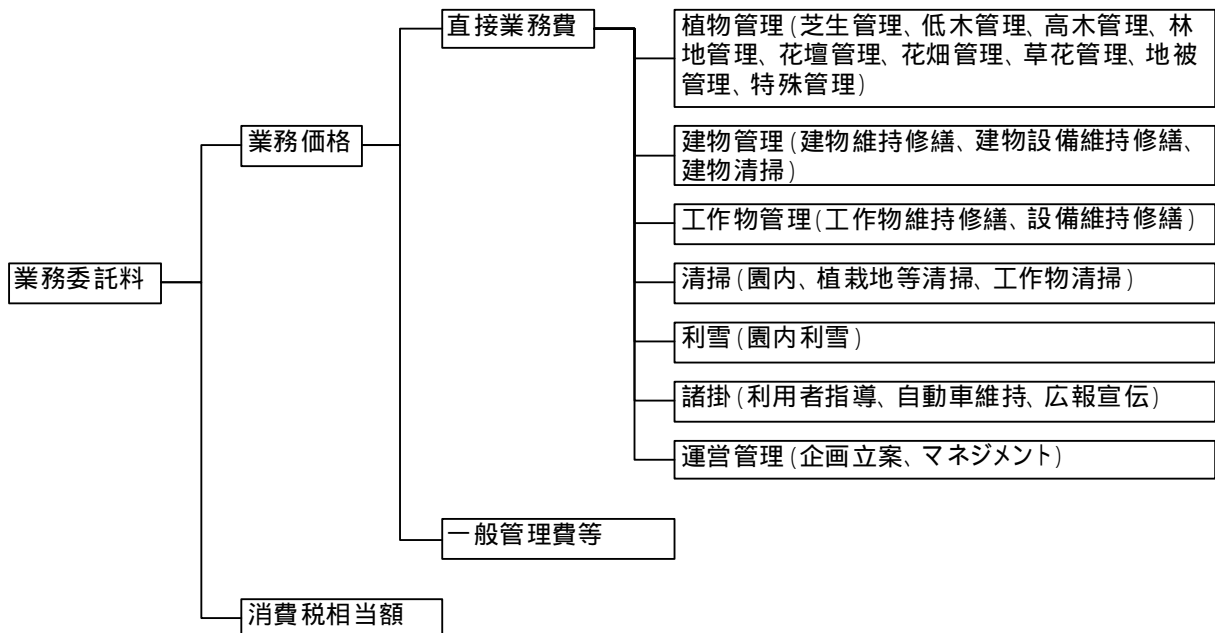 直接業務費
植物管理(芝生管理、低木管理、高木管理、林
地管理、花壇管理、花畑管理、草花管理、地被
管理、特殊管理)
業務価格
建物管理(建物維持修繕、建物設備維持修繕、
建物清掃)
工作物管理(工作物維持修繕、設備維持修繕)
業務委託料
清掃(園内、植栽地等清掃、工作物清掃)
利雪(園内利雪)
諸掛(利用者指導、自動車維持、広報宣伝)
運営管理(企画立案、マネジメント)
一般管理費等
消費税相当額